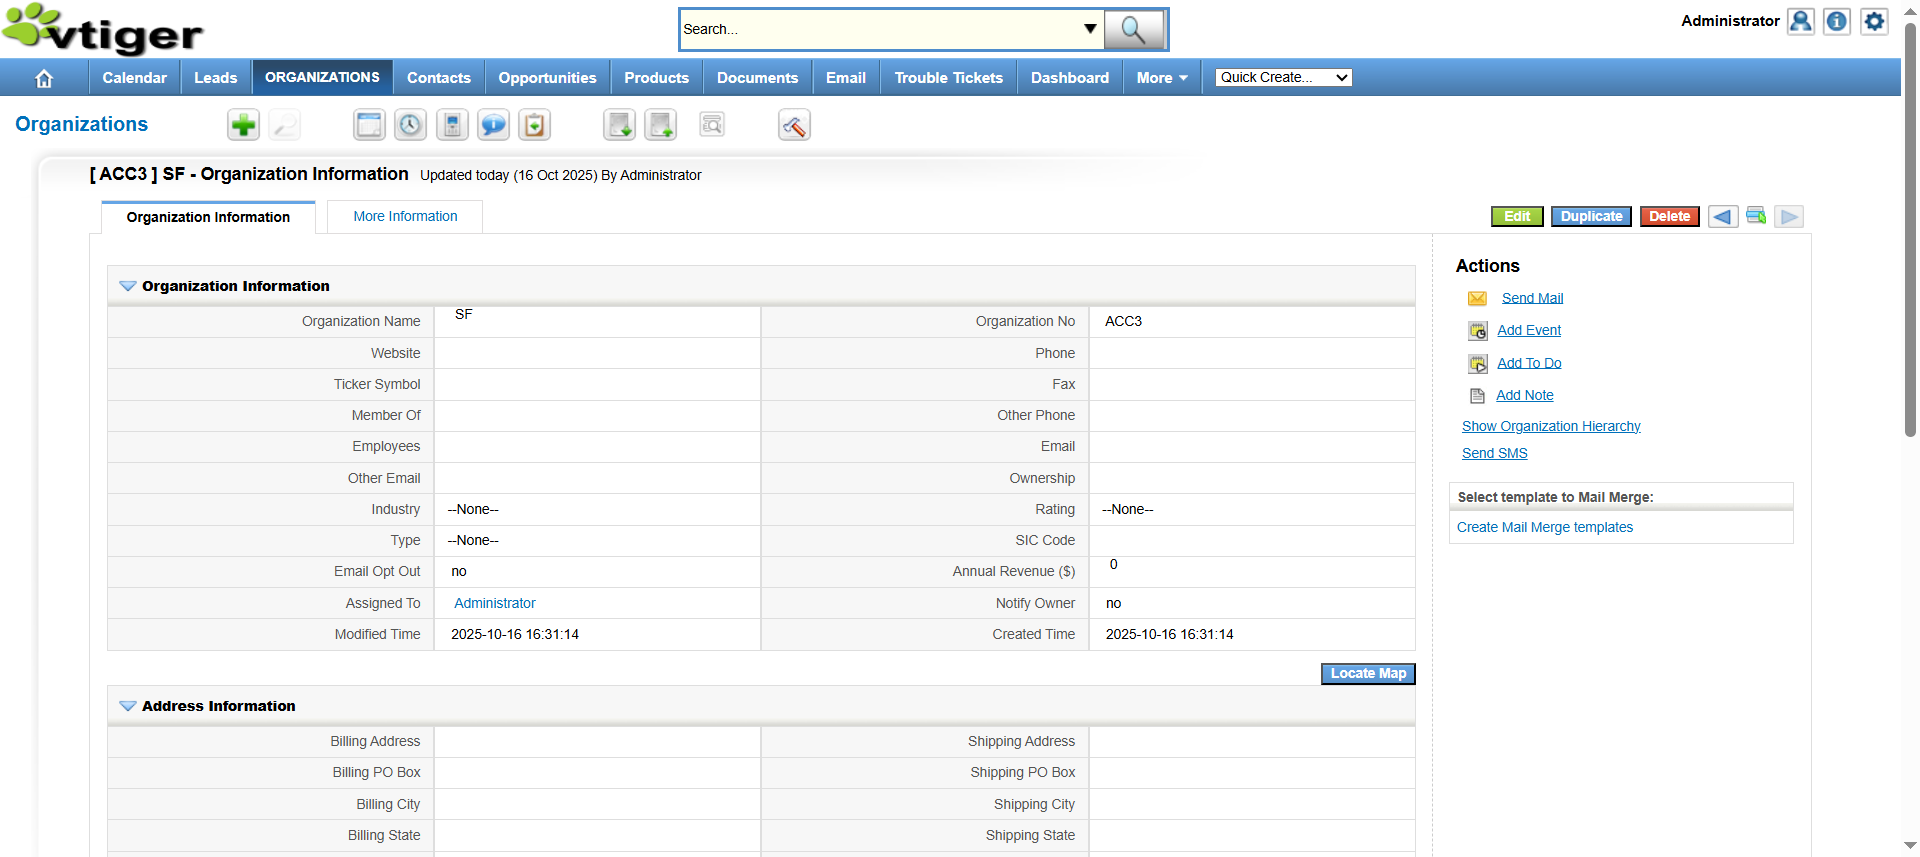 vtiger
Search...
Administrator
Calendar Leads ORGANIZATIONS Contacts Opportunities Products Documents Email Trouble Tickets Dashboard More Quick Create...
Organizations
[ ACC3 ] SF - Organization Information Updated today (16 Oct 2025) By Administrator
Organization Information More Information Edit Duplicate Delete
Organization Information
Organization Name SF Organization No ACC3
Website Phone
Ticker Symbol Fax
Member Of Other Phone
Employees Email
Other Email Ownership
Industry --None-- Rating --None--
Type --None-- SIC Code
Email Opt Out no Annual Revenue ($) 0
Assigned To Administrator Notify Owner no
Modified Time 2025-10-16 16:31:14 Created Time 2025-10-16 16:31:14
Locate Map
Address Information
Billing Address Shipping Address
Billing PO Box Shipping PO Box
Billing City Shipping City
Billing State Shipping State
Actions
Send Mail
Add Event
Add To Do
Add Note
Show Organization Hierarchy
Send SMS
Select template to Mail Merge:
Create Mail Merge templates